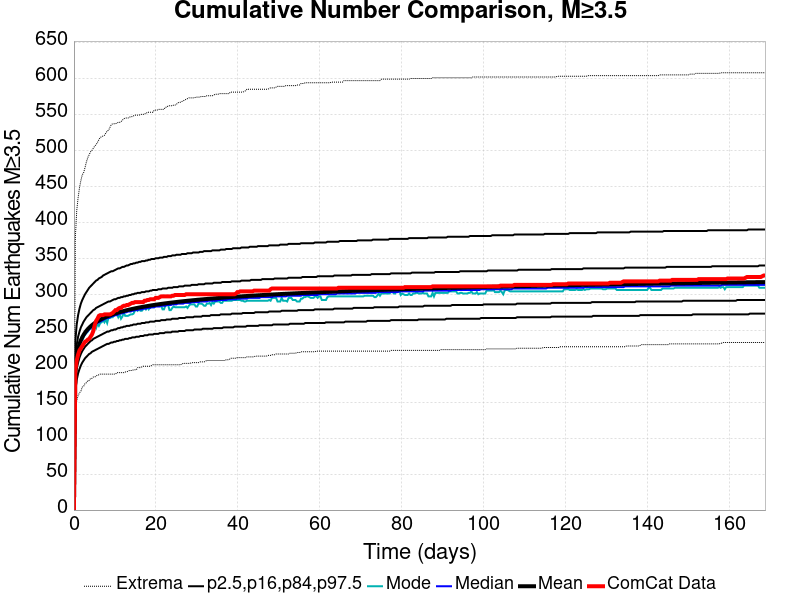 Cumulative Number Comparison, M≥3.5
650
600
550
500
450
400
350
300
250
200
150
100
50
0
Cumulative Num Earthquakes M≥3.5
0 20 40 60 80 100 120 140 160
Time (days)
Extrema p2.5,p16,p84,p97.5 Mode Median Mean ComCat Data